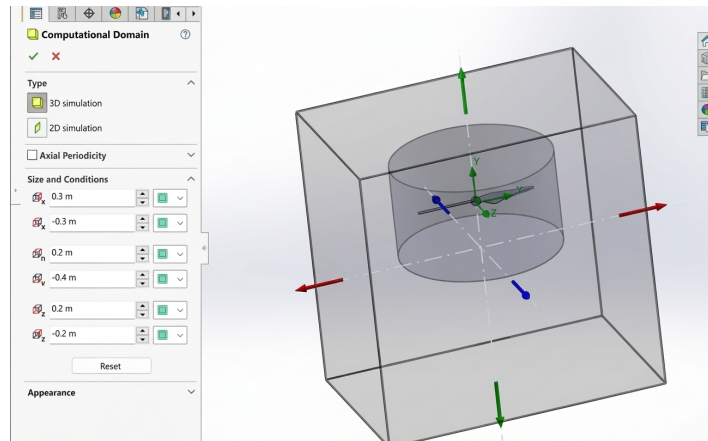 Computational Domain
Type
3D simulation
2D simulation
Axial Periodicity
Size and Conditions
x 0.3 m
x -0.3 m
n 0.2 m
v -0.4 m
z 0.2 m
z -0.2 m
Reset
Appearance
Y
Z